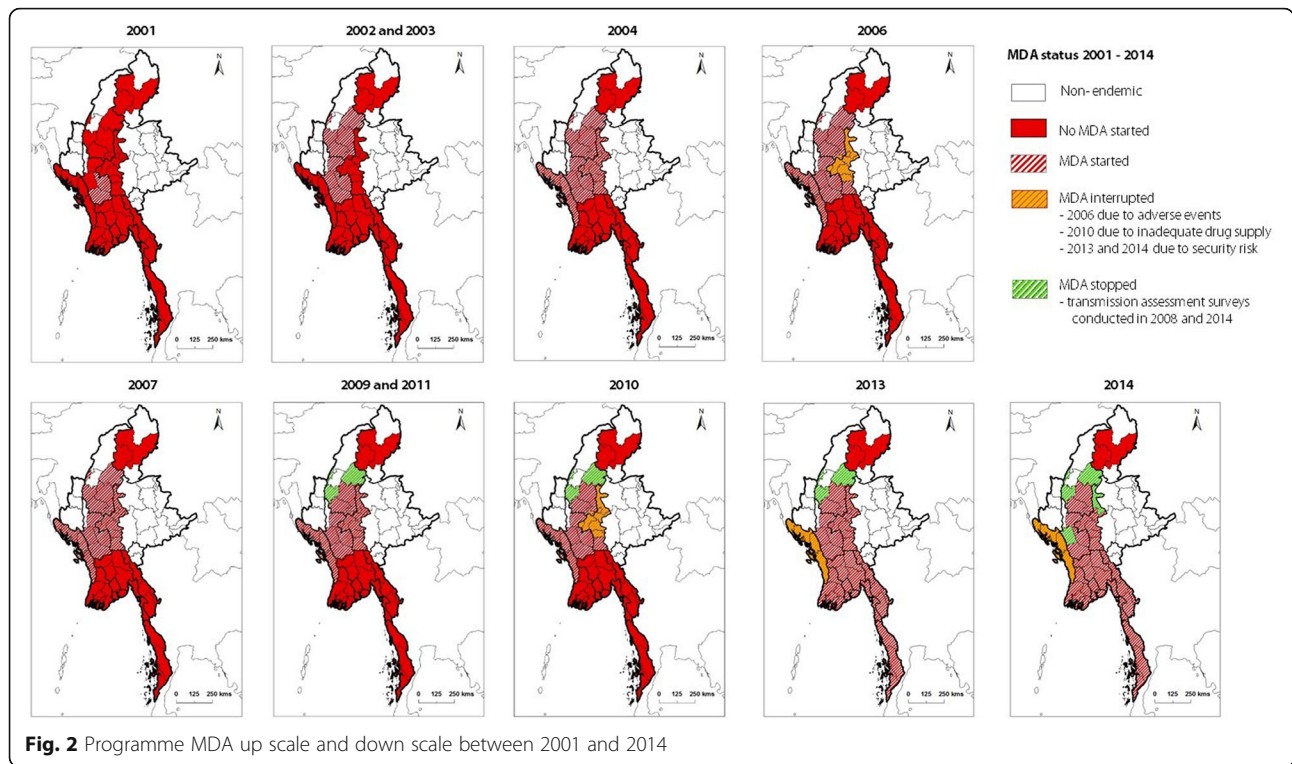 2001
2002 and 2003
2004
2006
N
N
N
N
0 125 250 kms
0 125 250 kms
0 125 250 kms
0 125 250 kms
MDA status 2001 - 2014
Non- endemic
No MDA started
MDA started
MDA interrupted
- 2006 due to adverse events
- 2010 due to inadequate drug supply
- 2013 and 2014 due to security risk
MDA stopped
- transmission assessment surveys
conducted in 2008 and 2014
2007
2009 and 2011
2010
2013
2014
N
N
N
N
N
0 125 250 kms
0 125 250 kms
0 125 250 kms
0 125 250 kms
0 125 250 kms
Fig. 2 Programme MDA up scale and down scale between 2001 and 2014